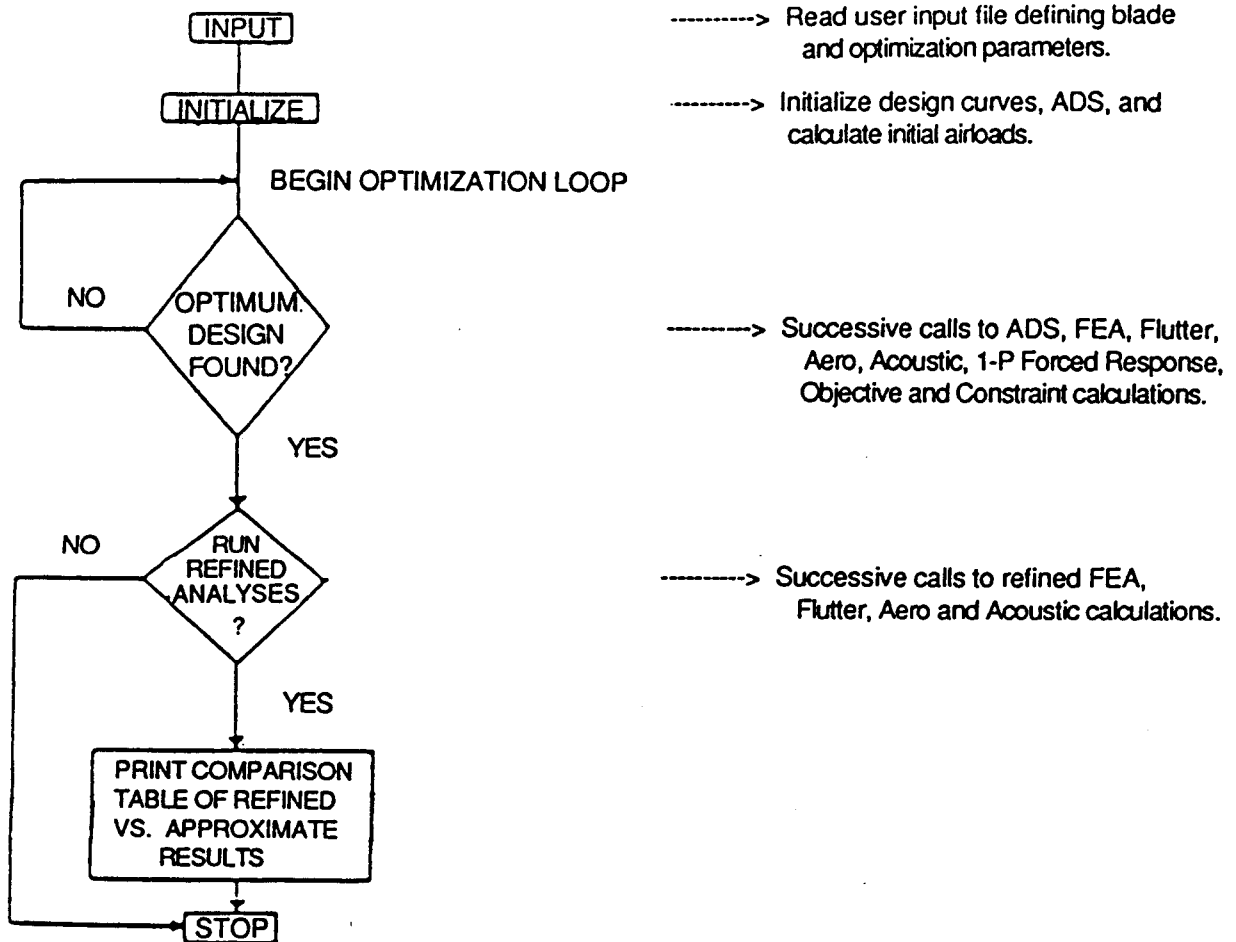 INPUT
----------> Read user input file defining blade
and optimization parameters.
INITIALIZE
----------> Initialize design curves, ADS, and
calculate initial airloads.
BEGIN OPTIMIZATION LOOP
NO
OPTIMUM.
DESIGN
FOUND?
----------> Successive calls to ADS, FEA, Flutter,
Aero, Acoustic, 1-P Forced Response,
Objective and Constraint calculations.
YES
NO
RUN
REFINED
ANALYSES
?
----------> Successive calls to refined FEA,
Flutter, Aero and Acoustic calculations.
YES
PRINT COMPARISON
TABLE OF REFINED
VS. APPROXIMATE
RESULTS
STOP